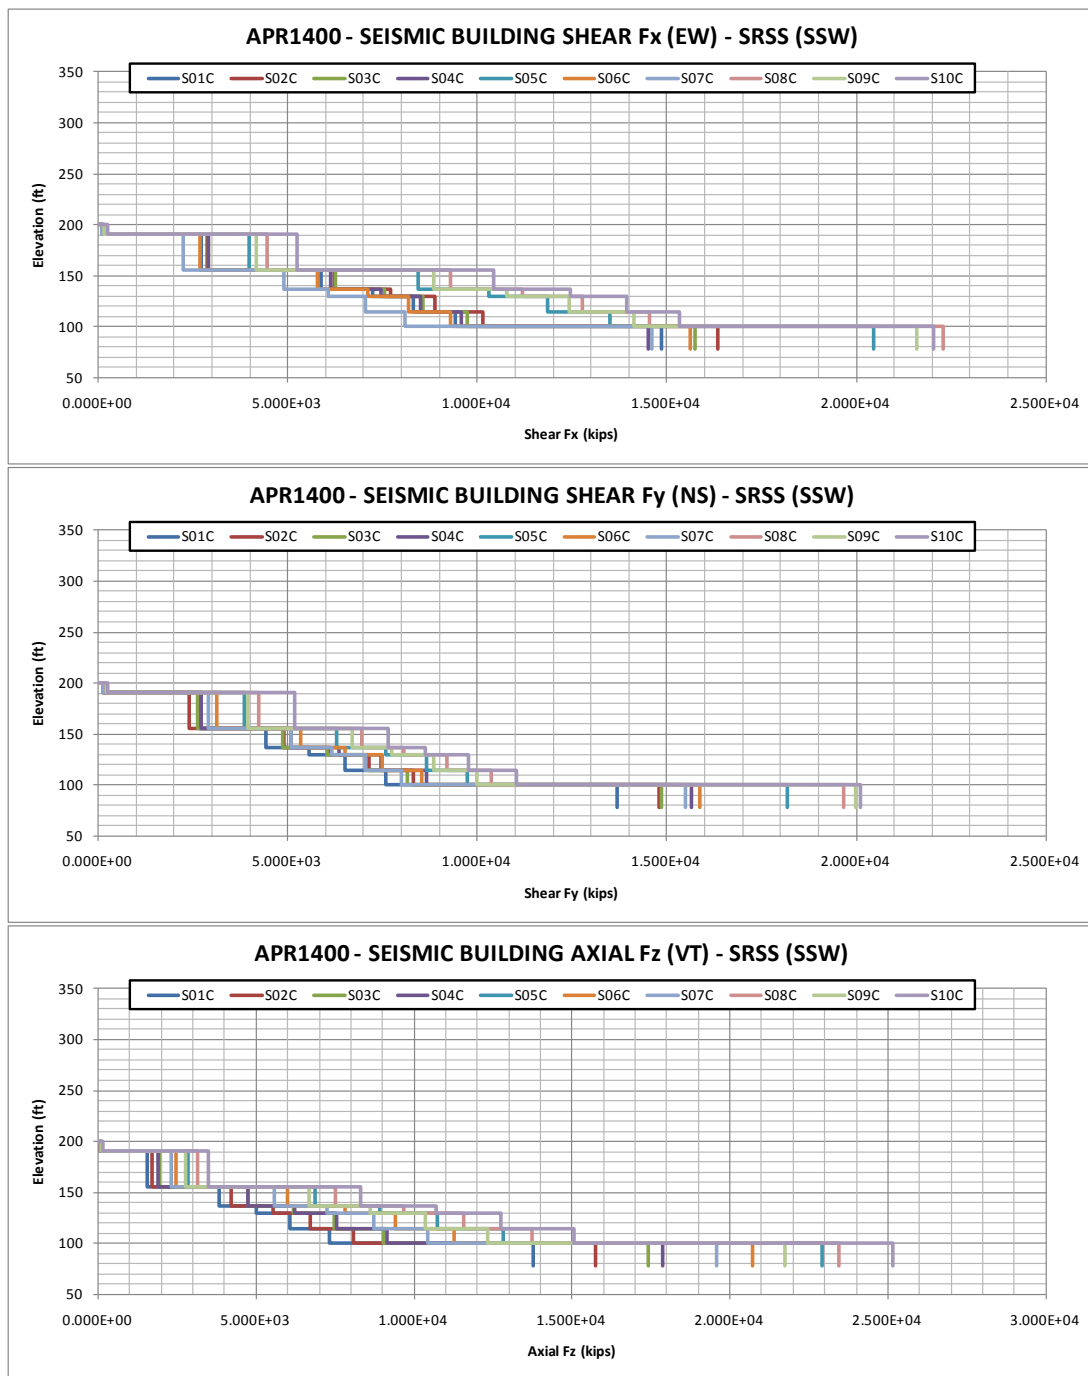 APR1400 - SEISMIC BUILDING SHEAR Fx (EW) - SRSS (SSW)
S01C S02C S03C S04C S05C S06C S07C S08C S09C S10C
350
300
250
200
150
100
50
Elevation (ft)
0.000E+00 5.000E+03 1.000E+04 1.500E+04 2.000E+04 2.500E+04
Shear Fx (kips)
APR1400 - SEISMIC BUILDING SHEAR Fy (NS) - SRSS (SSW)
S01C S02C S03C S04C S05C S06C S07C S08C S09C S10C
350
300
250
200
150
100
50
Elevation (ft)
0.000E+00 5.000E+03 1.000E+04 1.500E+04 2.000E+04 2.500E+04
Shear Fy (kips)
APR1400 - SEISMIC BUILDING AXIAL Fz (VT) - SRSS (SSW)
S01C S02C S03C S04C S05C S06C S07C S08C S09C S10C
350
300
250
200
150
100
50
Elevation (ft)
0.000E+00 5.000E+03 1.000E+04 1.500E+04 2.000E+04 2.500E+04 3.000E+04
Axial Fz (kips)